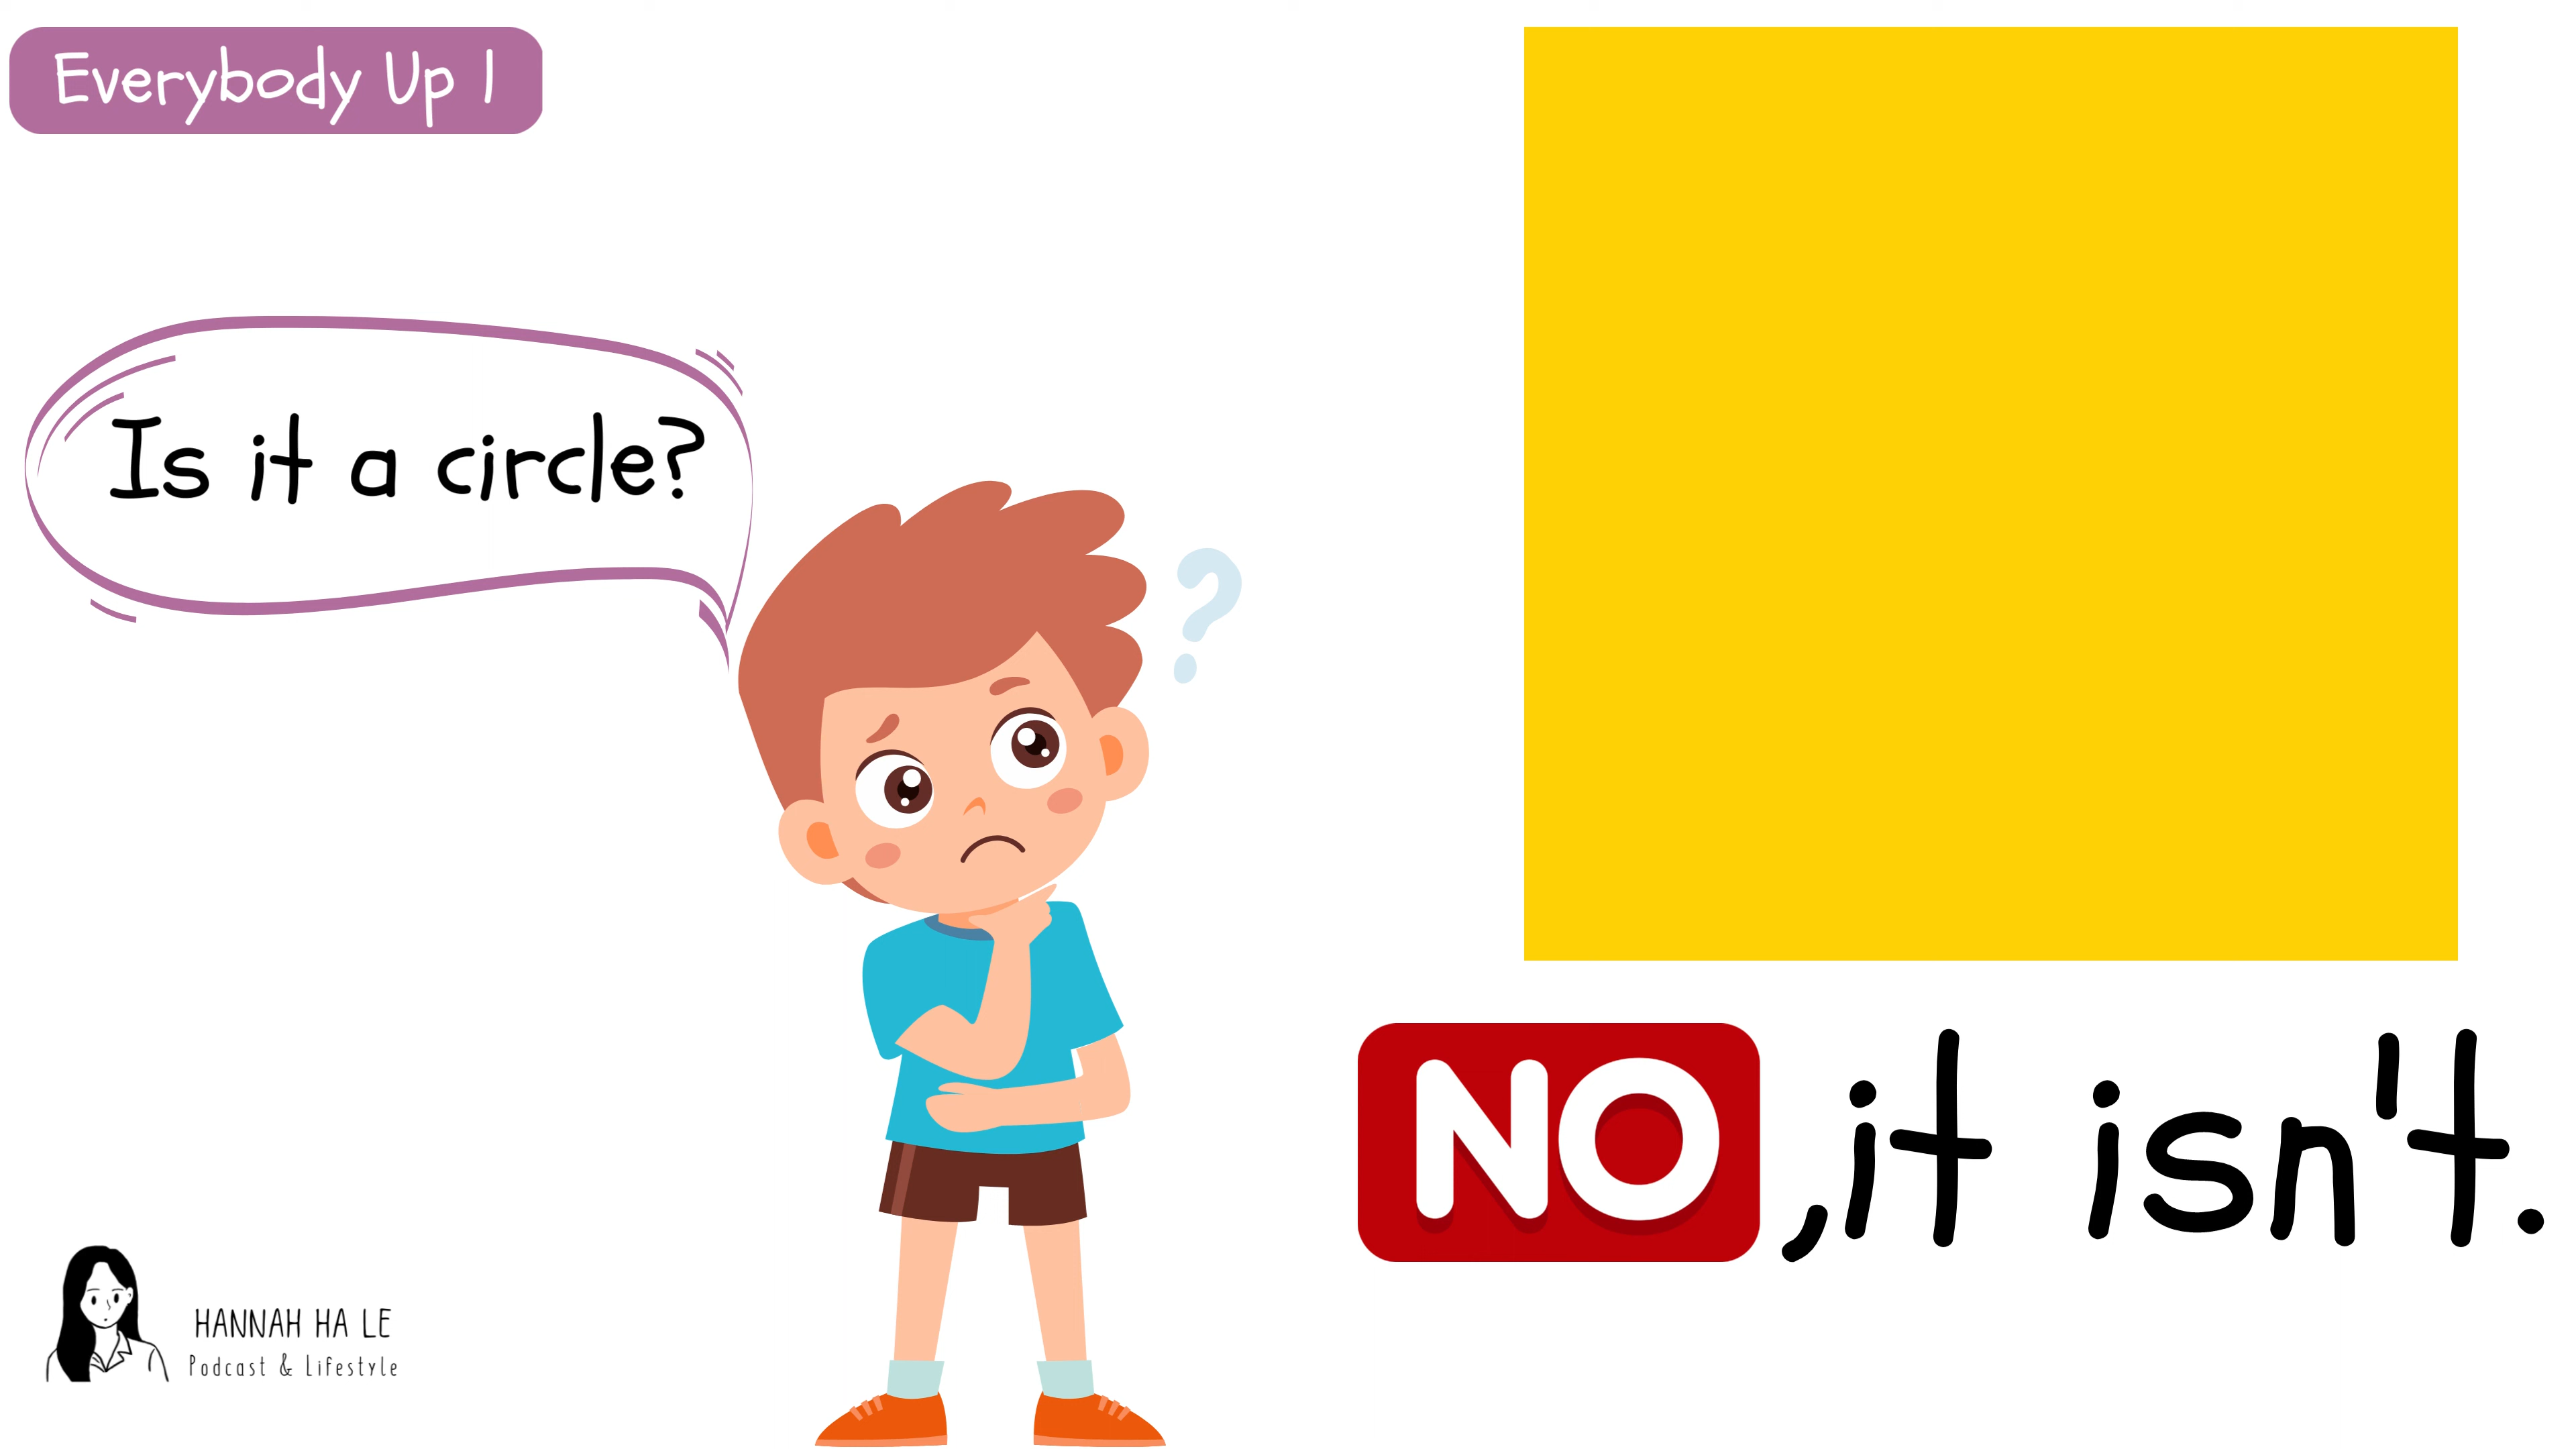 Everybody Up 1
Is it a circle?
?
NO,it isn't.
HANNAH HA LE
Podcast & Lifestyle